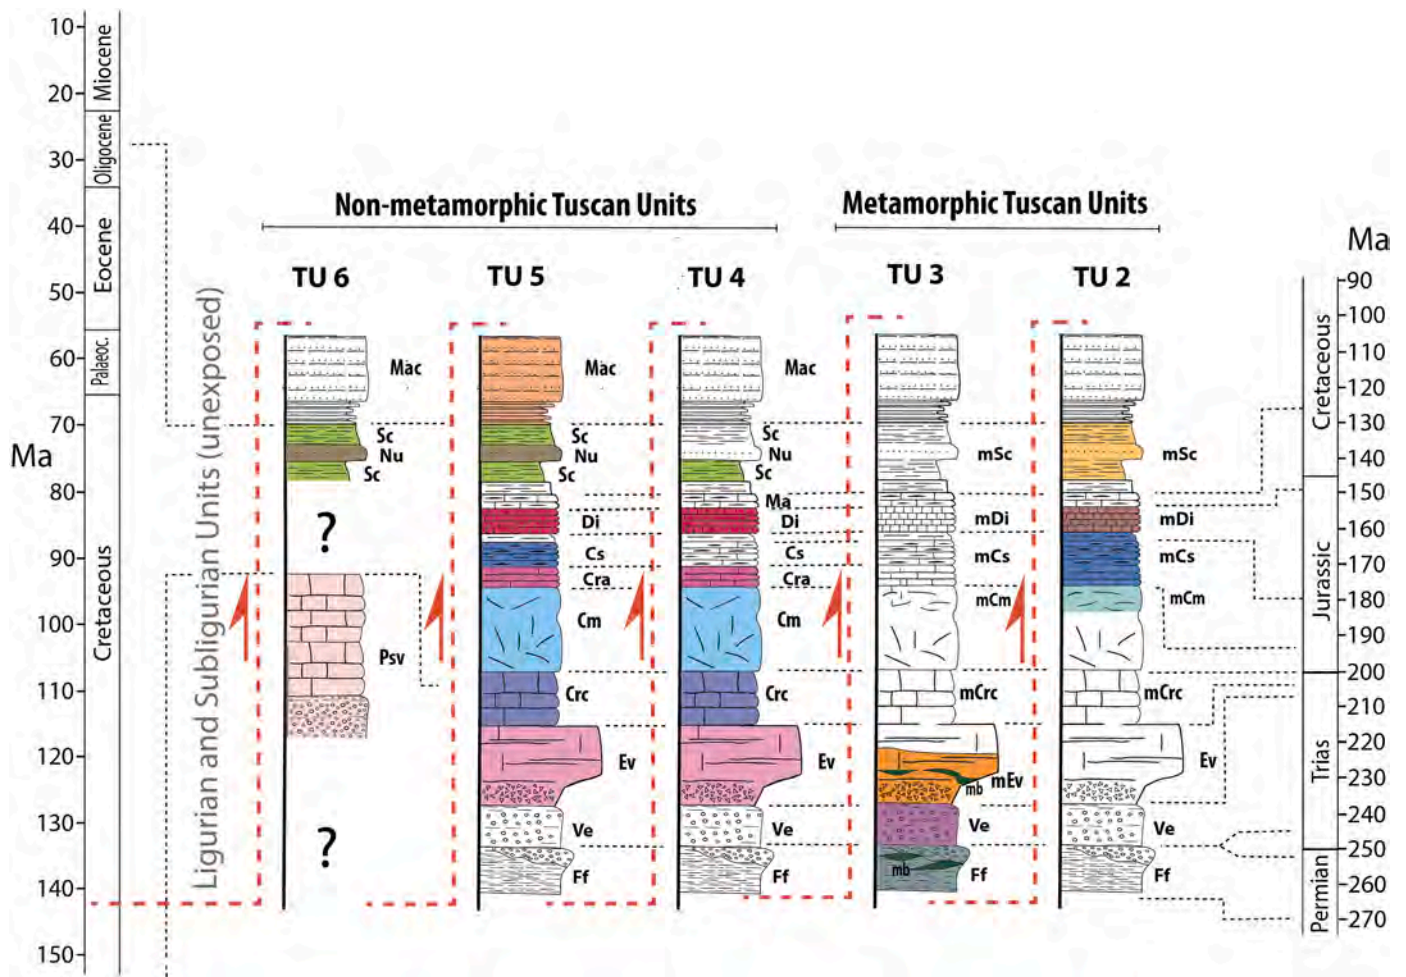 10
20
30
40
50
60
70
80
90
100
110
120
130
140
150
Ma
Miocene
Oligocene
Eocene
Palaeoc.
Cretaceous
Ligurian and Subligurian Units (unexposed)
Non-metamorphic Tuscan Units
Metamorphic Tuscan Units
TU 6
Mac
Sc
Nu
Sc
?
Psv
?
TU 5
Mac
Sc
Nu
Sc
Di
Cs
Cra
Cm
Crc
Ev
Ve
Ff
TU 4
Mac
Sc
Nu
Sc
Ma
Di
Cs
Cra
Cm
Crc
Ev
Ve
Ff
TU 3
mSc
mDi
mCs
mCm
mCrc
mEv
mb
Ve
mb
Ff
TU 2
mSc
mDi
mCs
mCm
mCrc
Ev
Ve
Ff
Ma
Cretaceous
Jurassic
Trias
Permian
90
100
110
120
130
140
150
160
170
180
190
200
210
220
230
240
250
260
270